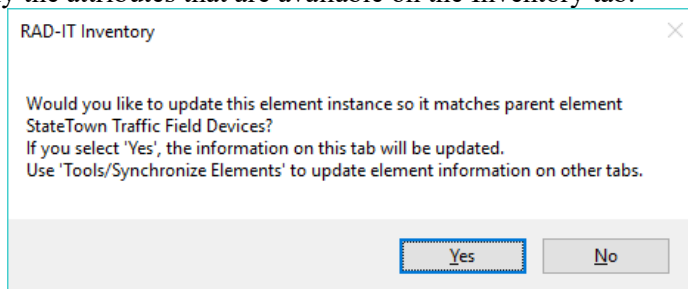 the attributes that are available on the Inventory tab.
RAD-IT Inventory
Would you like to update this element instance so it matches parent element
StateTown Traffic Field Devices?
If you select 'Yes', the information on this tab will be updated.
Use 'Tools/Synchronize Elements' to update element information on other tabs.
Yes
No